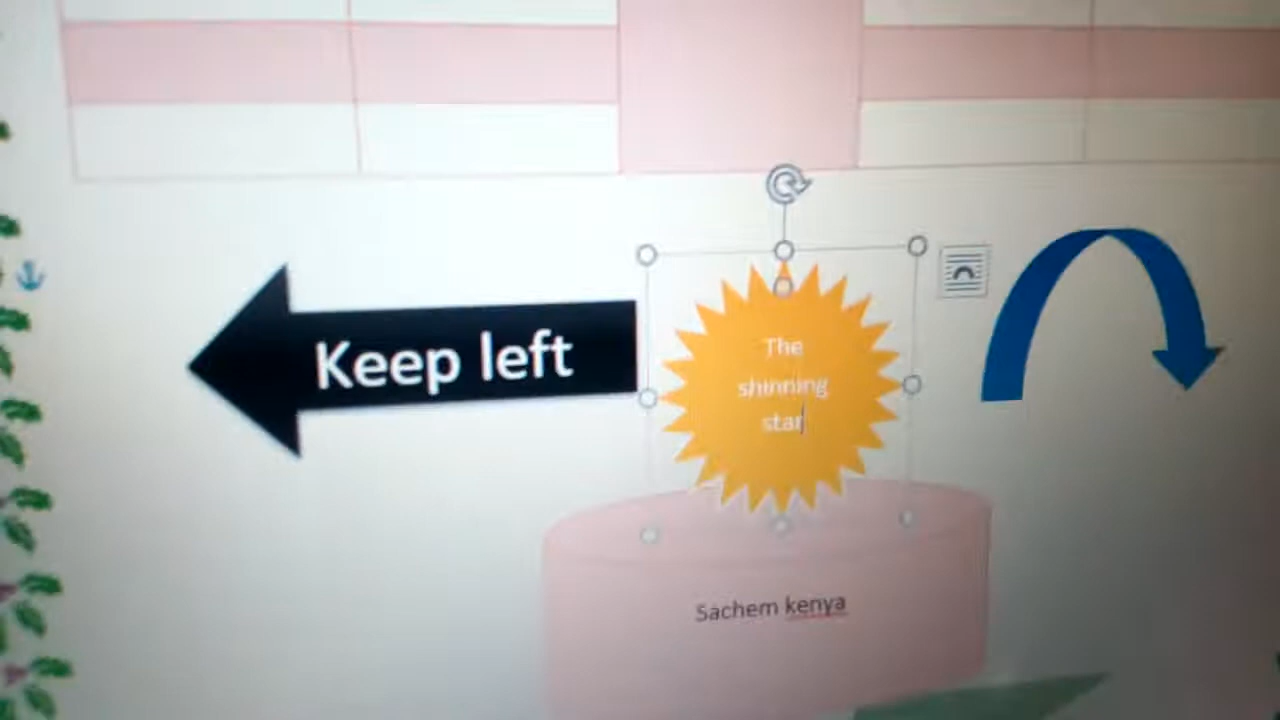 Keep left
The
shinning
star
Sachem kenya